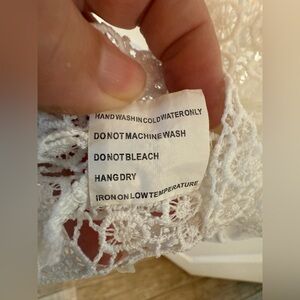 HANDWASHINCOLDWATERONLY
DONOTMACHINEWASH
DONOTBLEACH
HANGDRY
IRONONLOWTEMPERATURE